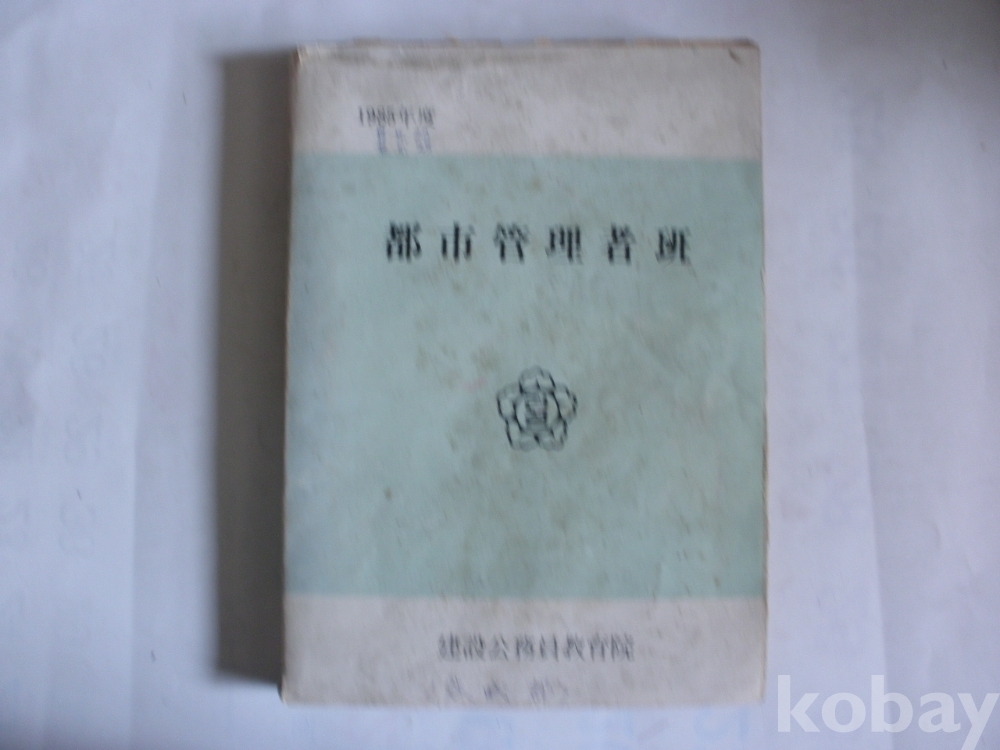 1985年度
都市管理者班
建設公務員教育院
kobay